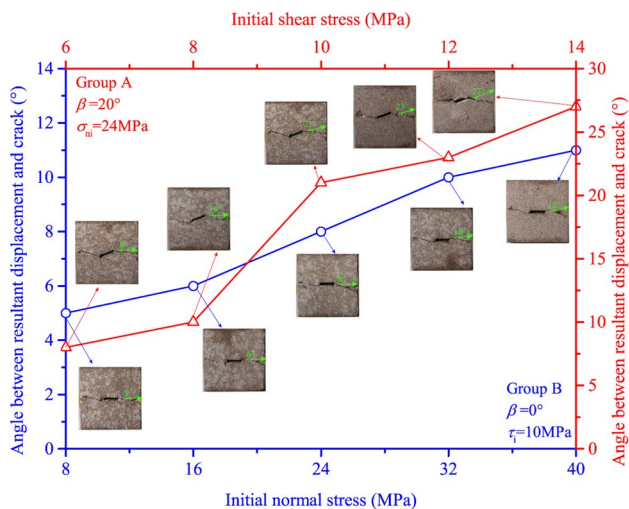 Initial shear stress (MPa)
6 8 10 12 14
Angle between resultant displacement and crack (°)
14
12
10
8
6
4
2
0
Group A
β=20°
σni=24MPa
Group B
β=0°
τi=10MPa
30
25
20
15
10
5
0
Angle between resultant displacement and crack (°)
8 16 24 32 40
Initial normal stress (MPa)